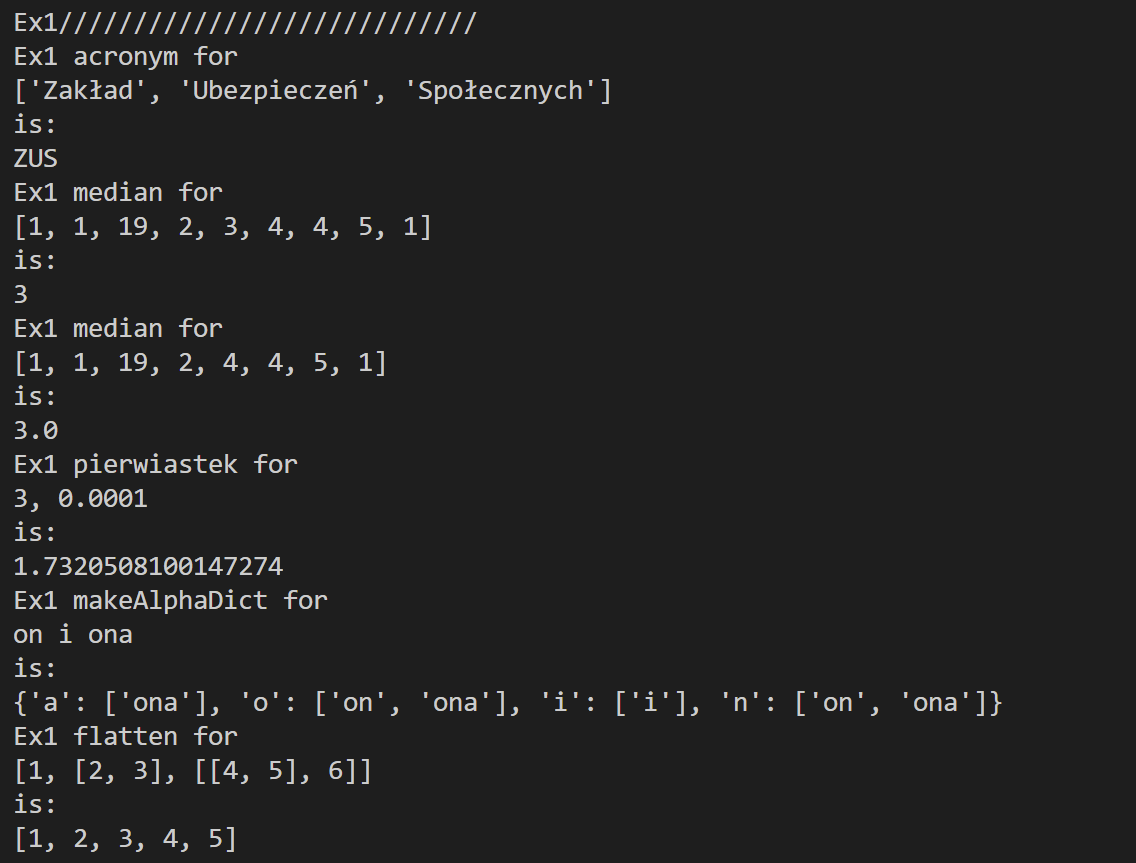 Ex1////////////////////////////
Ex1 acronym for
['Zakład', 'Ubezpieczeń', 'Społecznych']
is:
ZUS
Ex1 median for
[1, 1, 19, 2, 3, 4, 4, 5, 1]
is:
3
Ex1 median for
[1, 1, 19, 2, 4, 4, 5, 1]
is:
3.0
Ex1 pierwiastek for
3, 0.0001
is:
1.7320508100147274
Ex1 makeAlphaDict for
on i ona
is:
{'a': ['ona'], 'o': ['on', 'ona'], 'i': ['i'], 'n': ['on', 'ona']}
Ex1 flatten for
[1, [2, 3], [[4, 5], 6]]
is:
[1, 2, 3, 4, 5]